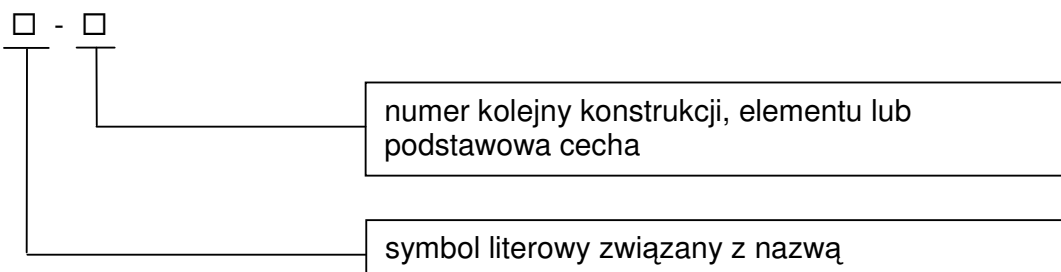 □ - □
numer kolejny konstrukcji, elementu lub
podstawowa cecha
symbol literowy związany z nazwą